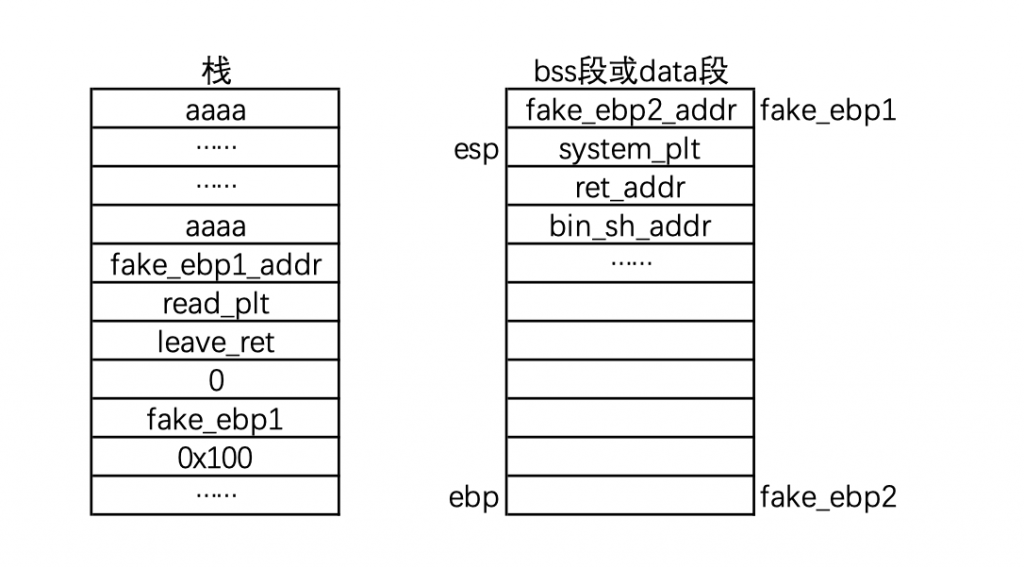 栈
aaaa
……
……
aaaa
fake_ebp1_addr
read_plt
leave_ret
0
fake_ebp1
0x100
……
bss段或data段
fake_ebp2_addr fake_ebp1
esp system_plt
ret_addr
bin_sh_addr
……
ebp fake_ebp2